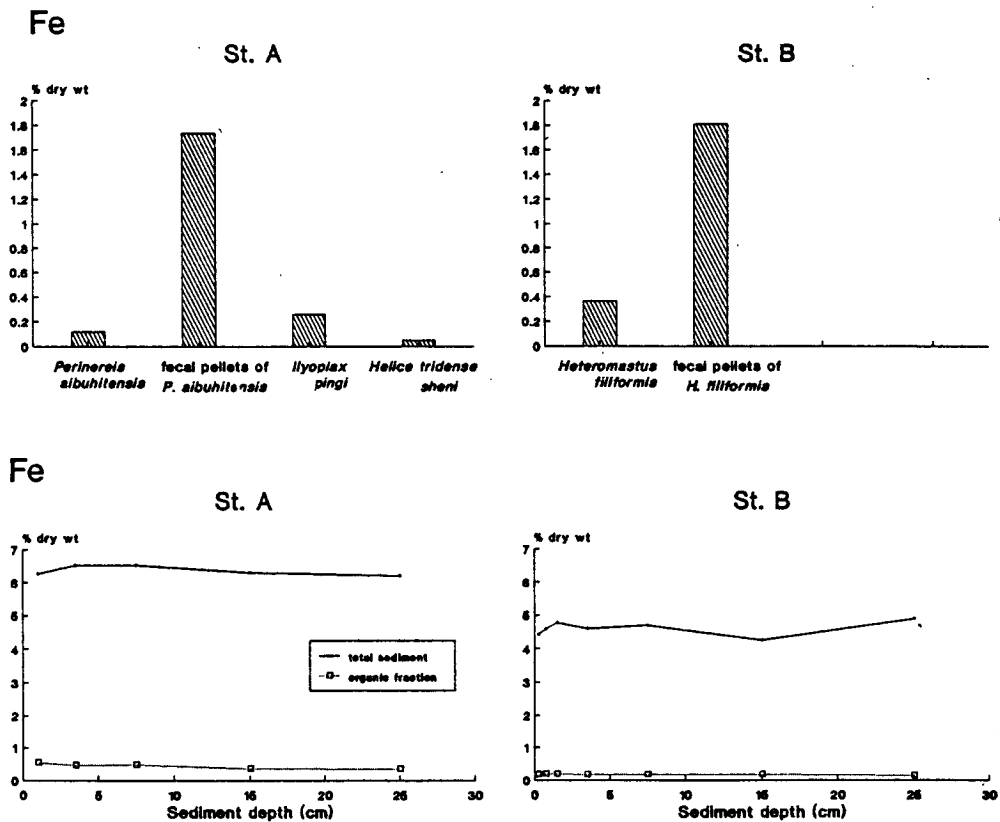 Fe
St. A
% dry wt
2
1.8
1.6
1.4
1.2
1
0.8
0.6
0.4
0.2
0
Perinereis
aibuhitensis
fecal pellets of
P. aibuhitensis
Ilyoplax
pingi
Helice tridense
sheni
St. B
% dry wt
2
1.8
1.6
1.4
1.2
1
0.8
0.6
0.4
0.2
0
Heteromastus
filiformis
fecal pellets of
H. filiformis
Fe
St. A
% dry wt
7
6
5
4
3
2
1
0
total sediment
organic fraction
0 5 10 15 20 25 30
Sediment depth (cm)
St. B
% dry wt
7
6
5
4
3
2
1
0
0 5 10 15 20 25 30
Sediment depth (cm)